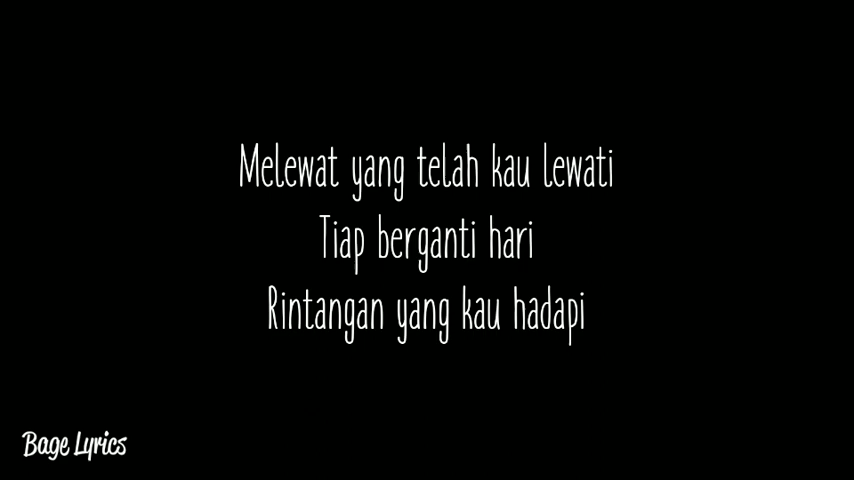 Melewat yang telah kau lewati
Tiap berganti hari
Rintangan yang kau hadapi
Bage Lyrics